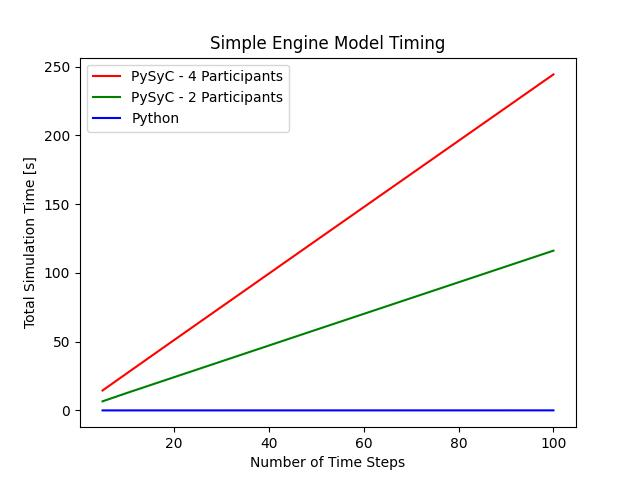 Simple Engine Model Timing
PySyC - 4 Participants
PySyC - 2 Participants
Python
Total Simulation Time [s]
250
200
150
100
50
0
20 40 60 80 100
Number of Time Steps